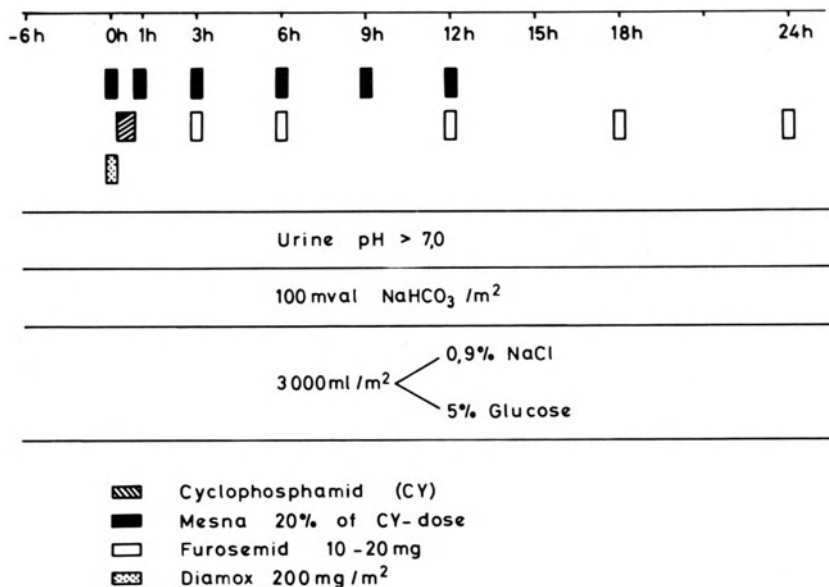 -6h 0h 1h 3h 6h 9h 12h 15h 18h 24h
Urine pH > 7,0
100 mval NaHCO₃ /m²
0,9% NaCl
3000 ml /m²
5% Glucose
Cyclophosphamid (CY)
Mesna 20% of CY-dose
Furosemid 10-20 mg
Diamox 200 mg/m²